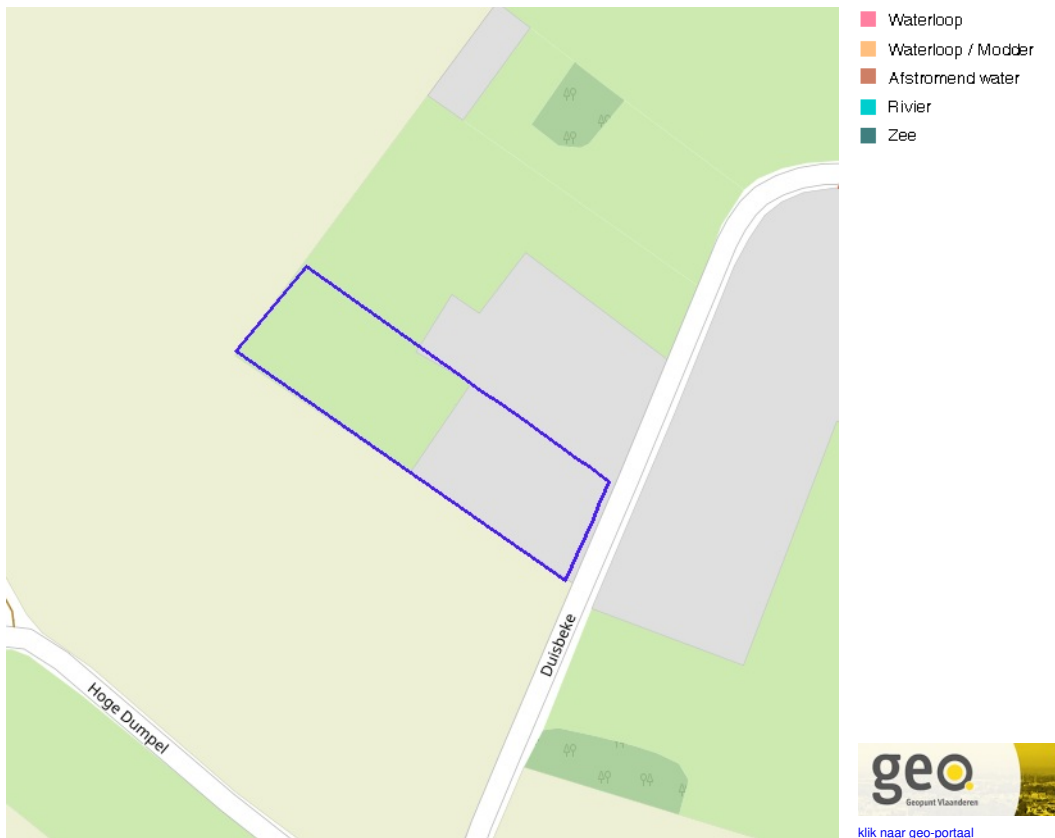 Waterloop
Waterloop / Modder
Afstromend water
Rivier
Zee
Duisbeke
Hoge Dumpel
geo
Geopunt Vlaanderen
klik naar geo-portaal